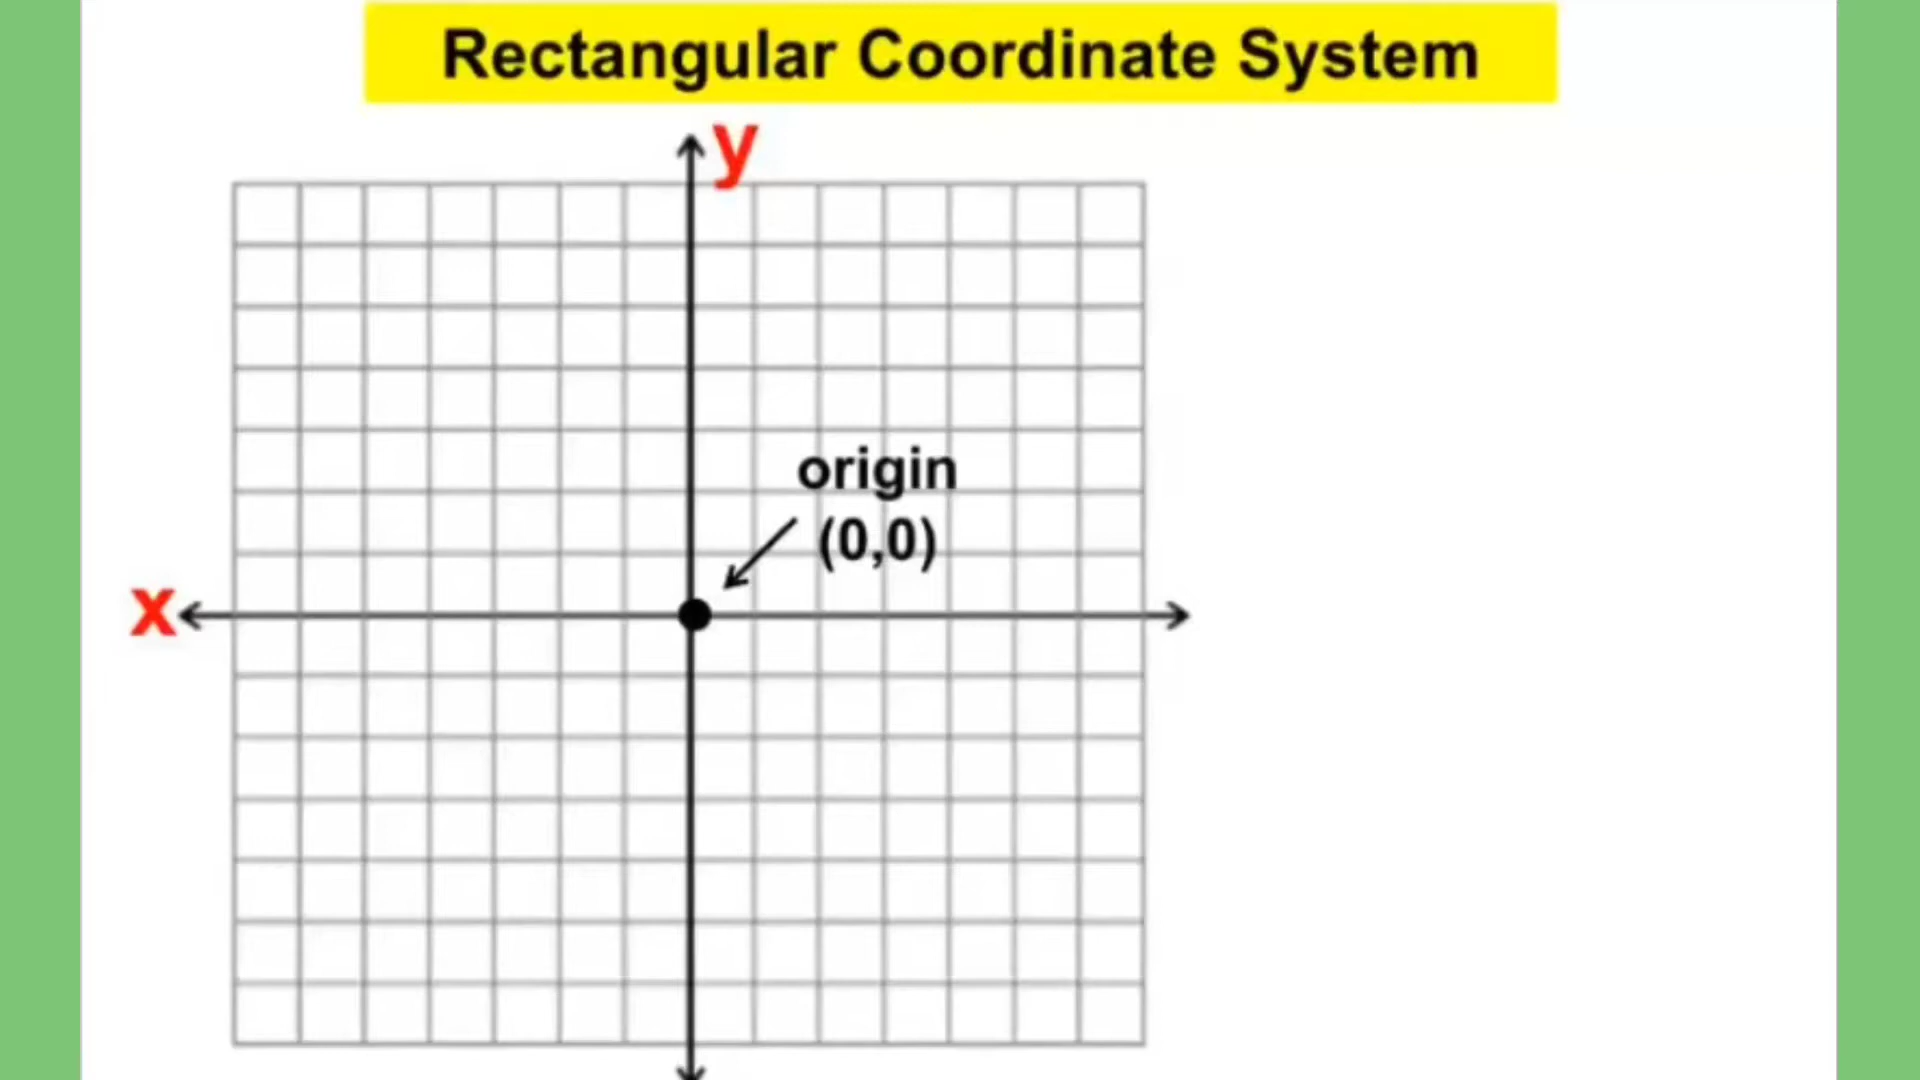 Rectangular Coordinate System
y
origin
(0,0)
x